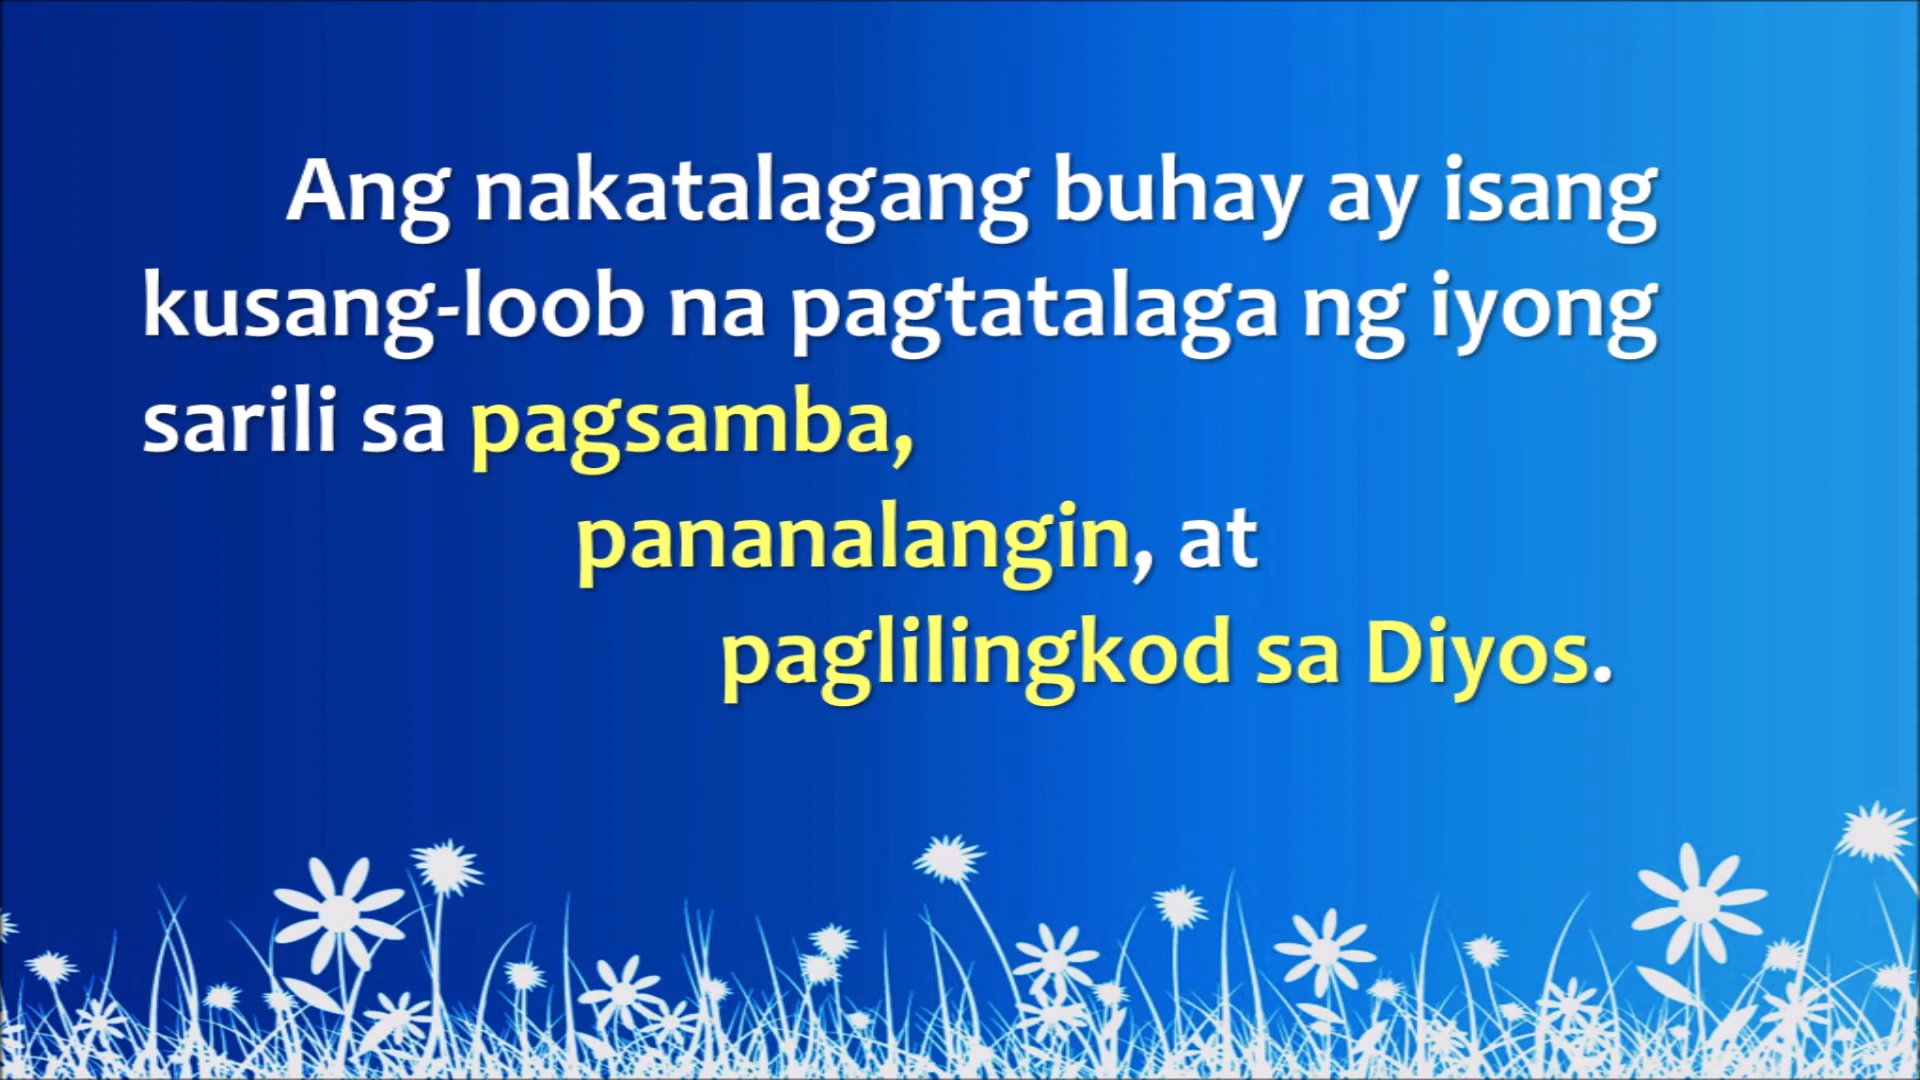 Ang nakatalagang buhay ay isang
kusang-loob na pagtatalaga ng iyong
sarili sa pagsamba,
pananalangin, at
paglilingkod sa Diyos.